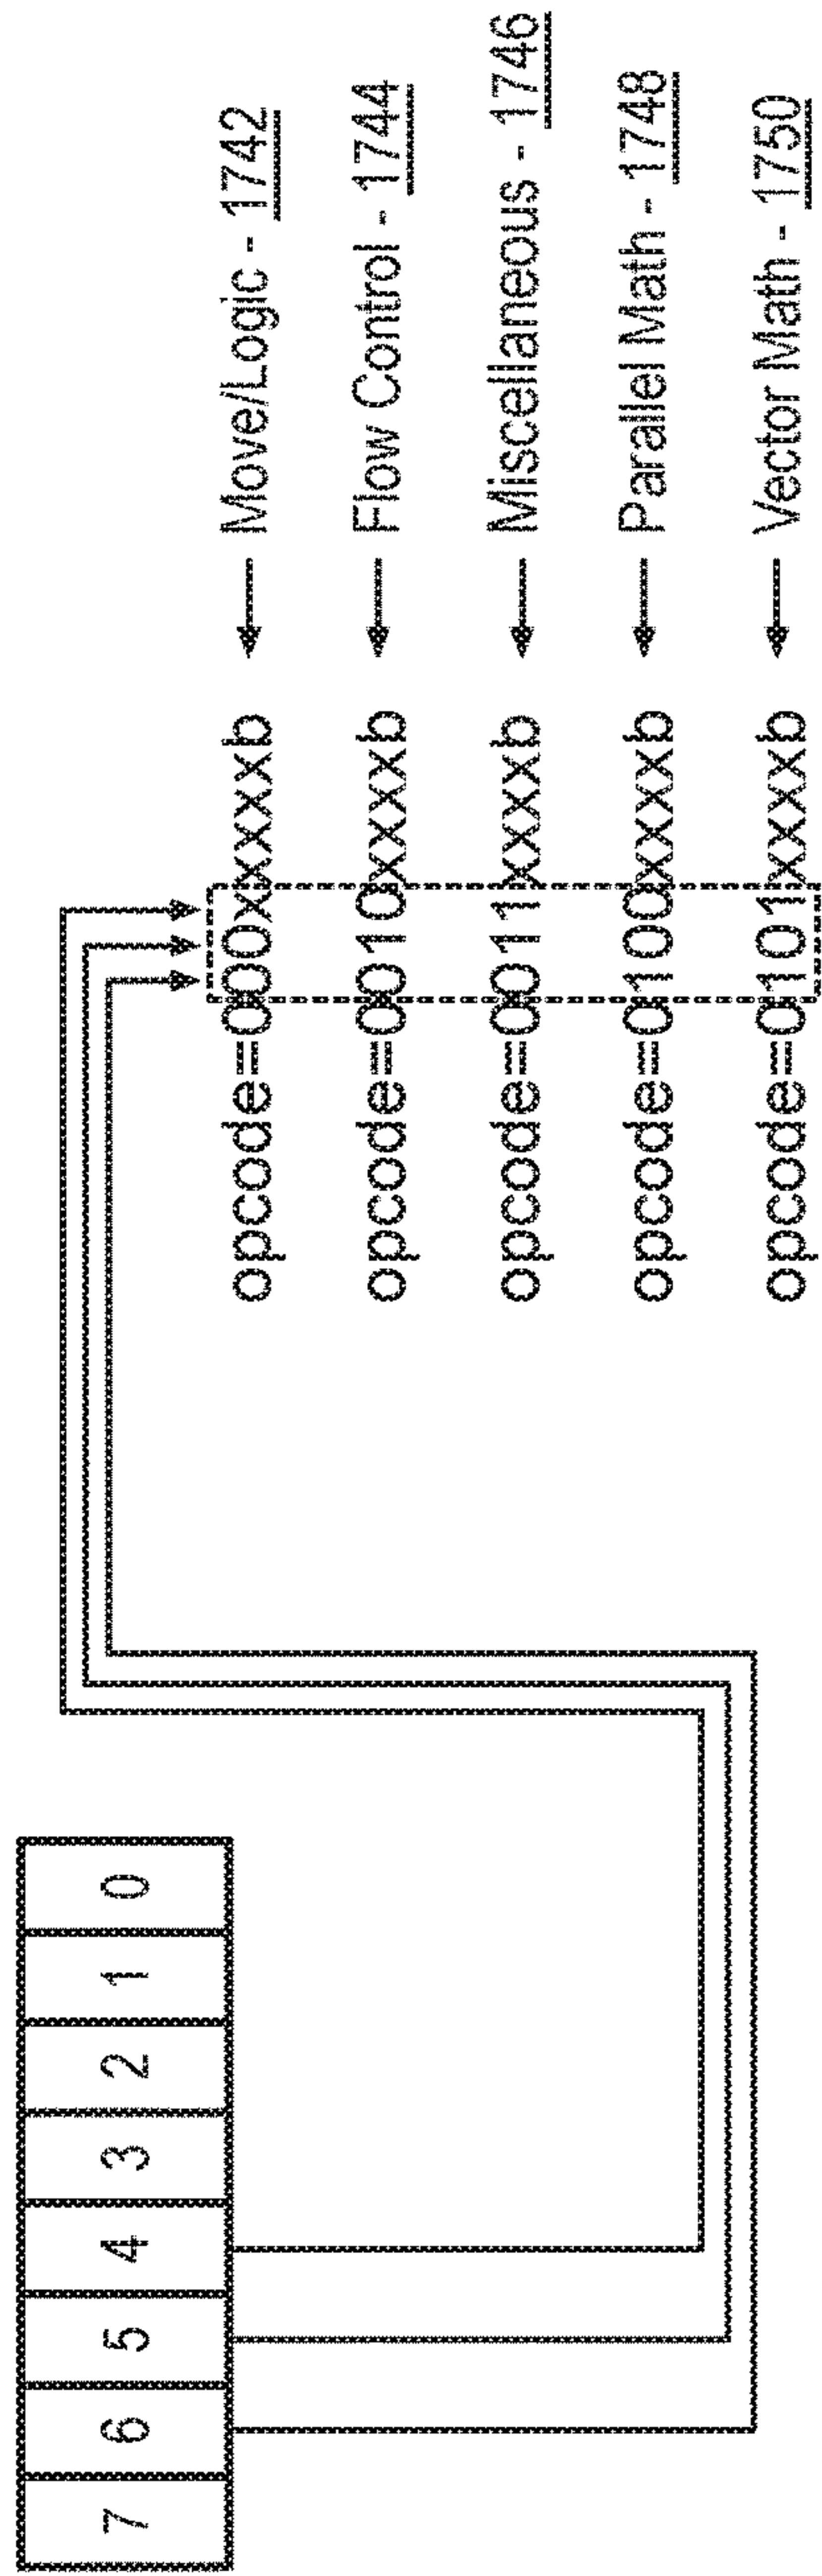 7 6 5 4 3 2 1 0
opcode=000xxxxxb ← Move/Logic - 1742
opcode=0010xxxxb ← Flow Control - 1744
opcode=0011xxxxb ← Miscellaneous - 1746
opcode=0100xxxxb ← Parallel Math - 1748
opcode=0101xxxxb ← Vector Math - 1750